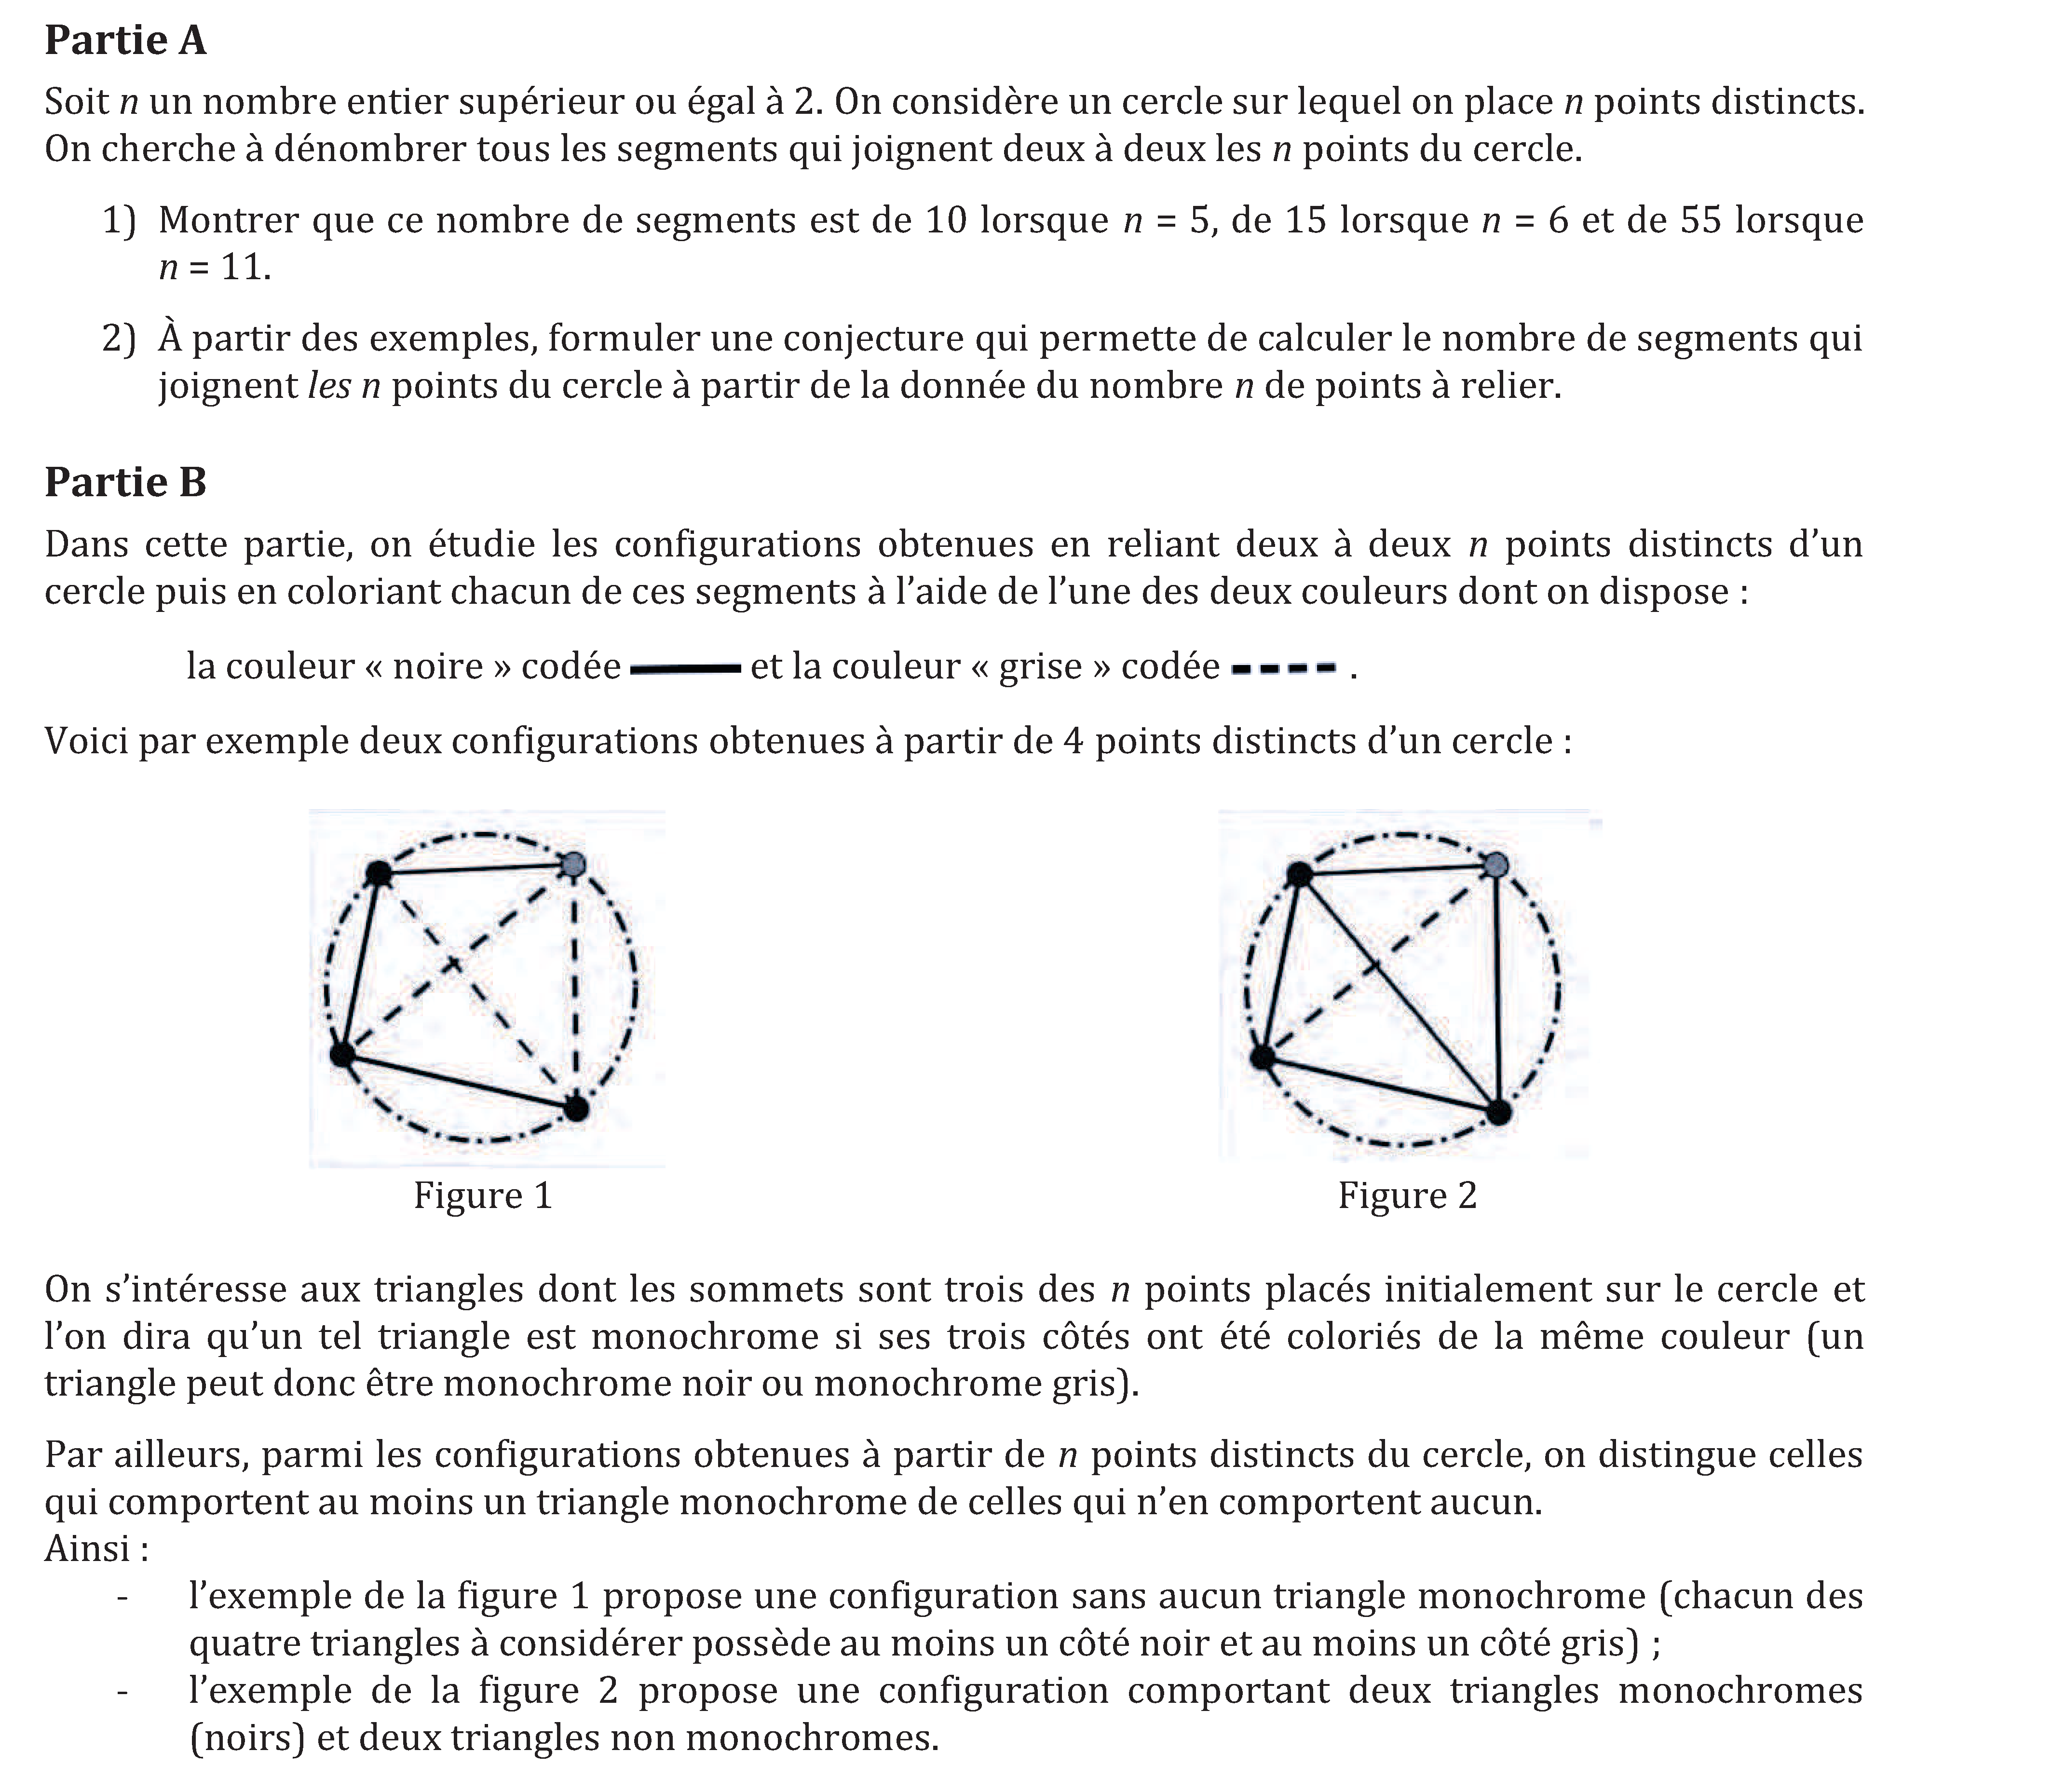 Partie A
Soit n un nombre entier supérieur ou égal à 2. On considère un cercle sur lequel on place n points distincts.
On cherche à dénombrer tous les segments qui joignent deux à deux les n points du cercle.
1) Montrer que ce nombre de segments est de 10 lorsque n = 5, de 15 lorsque n = 6 et de 55 lorsque
n = 11.
2) À partir des exemples, formuler une conjecture qui permette de calculer le nombre de segments qui
joignent les n points du cercle à partir de la donnée du nombre n de points à relier.
Partie B
Dans cette partie, on étudie les configurations obtenues en reliant deux à deux n points distincts d’un
cercle puis en coloriant chacun de ces segments à l’aide de l’une des deux couleurs dont on dispose :
la couleur « noire » codée et la couleur « grise » codée .
Voici par exemple deux configurations obtenues à partir de 4 points distincts d’un cercle :
Figure 1
Figure 2
On s’intéresse aux triangles dont les sommets sont trois des n points placés initialement sur le cercle et
l’on dira qu’un tel triangle est monochrome si ses trois côtés ont été coloriés de la même couleur (un
triangle peut donc être monochrome noir ou monochrome gris).
Par ailleurs, parmi les configurations obtenues à partir de n points distincts du cercle, on distingue celles
qui comportent au moins un triangle monochrome de celles qui n’en comportent aucun.
Ainsi :
- l’exemple de la figure 1 propose une configuration sans aucun triangle monochrome (chacun des
quatre triangles à considérer possède au moins un côté noir et au moins un côté gris) ;
- l’exemple de la figure 2 propose une configuration comportant deux triangles monochromes
(noirs) et deux triangles non monochromes.